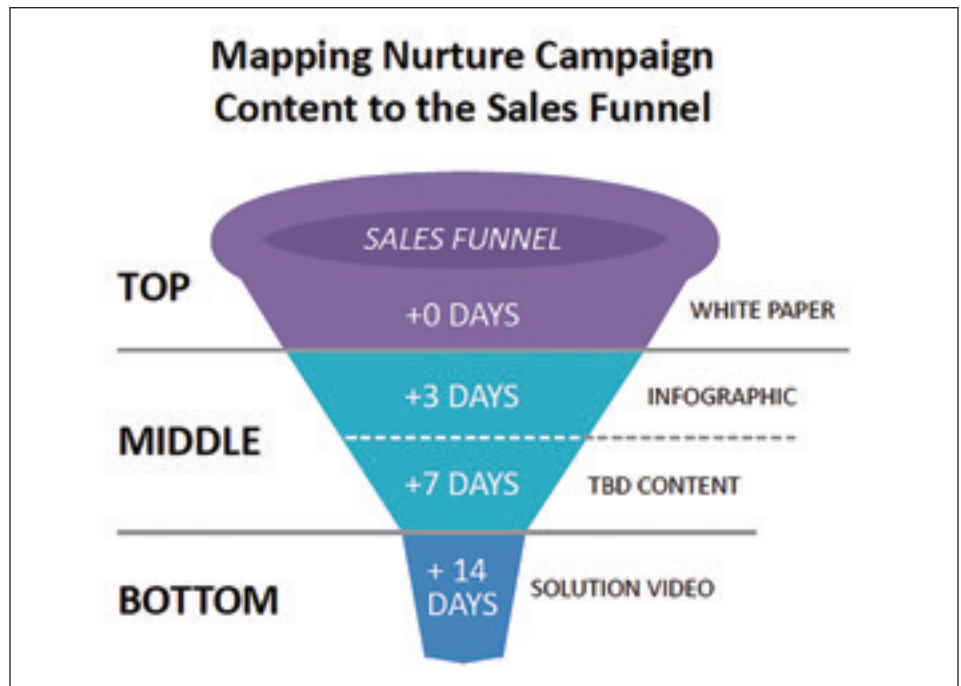 Mapping Nurture Campaign
Content to the Sales Funnel
SALES FUNNEL
TOP
+0 DAYS
WHITE PAPER
+3 DAYS
INFOGRAPHIC
MIDDLE
+7 DAYS
TBD CONTENT
+ 14
DAYS
SOLUTION VIDEO
BOTTOM